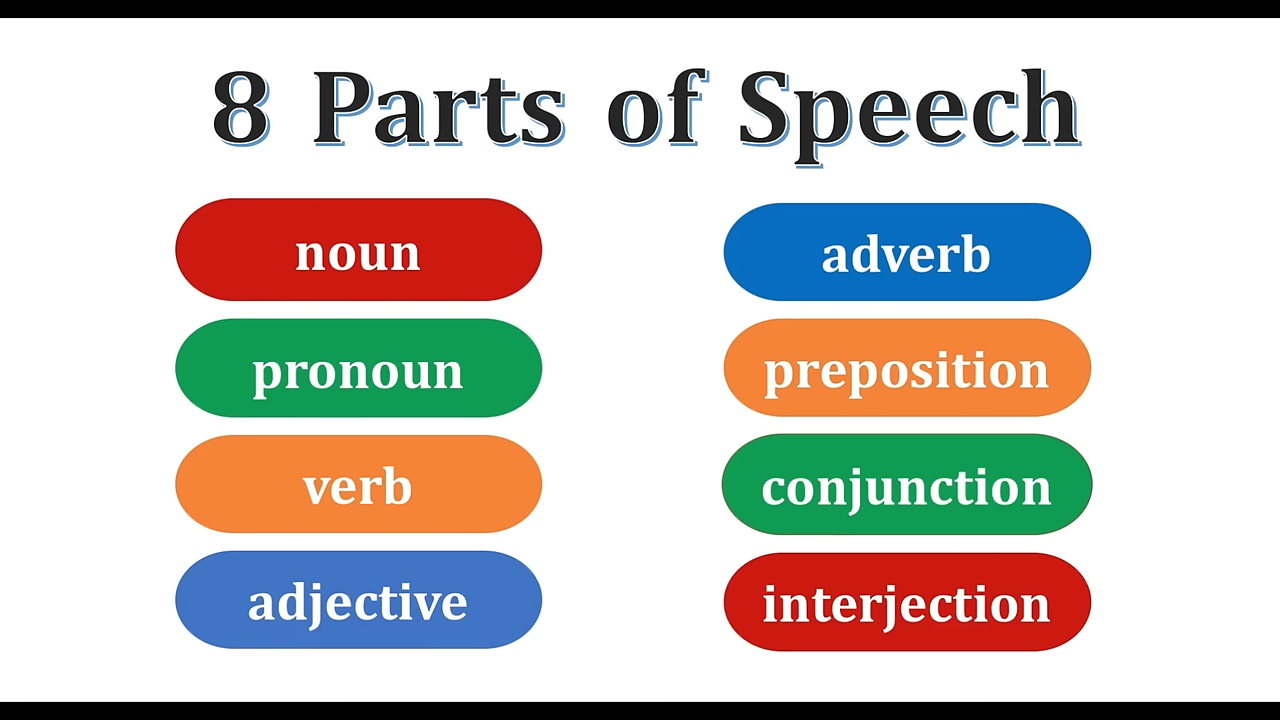 8 Parts of Speech
noun
pronoun
verb
adjective
adverb
preposition
conjunction
interjection